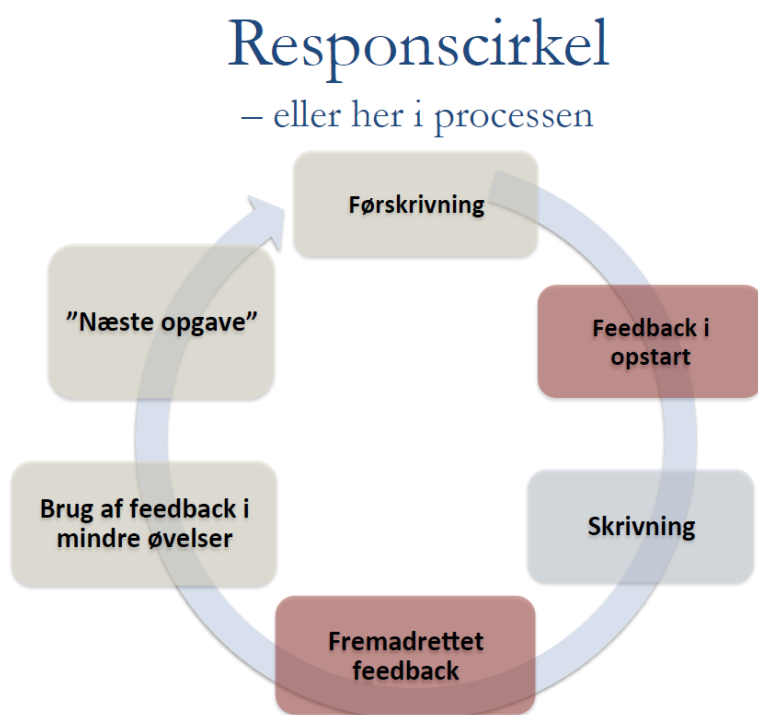 Responscirkel
– eller her i processen
Førskrivning
Feedback i
opstart
Skrivning
Fremadrettet
feedback
Brug af feedback i
mindre øvelser
”Næste opgave”